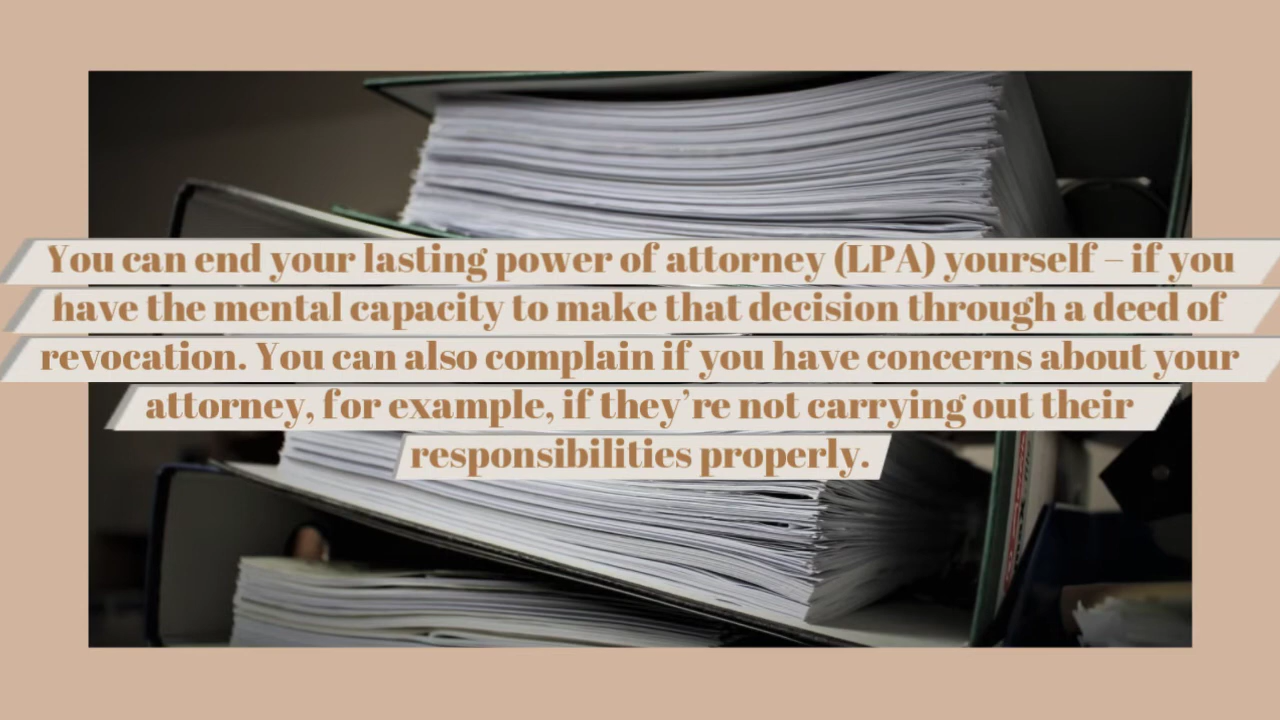 You can end your lasting power of attorney (LPA) yourself – if you
have the mental capacity to make that decision through a deed of
revocation. You can also complain if you have concerns about your
attorney, for example, if they’re not carrying out their
responsibilities properly.